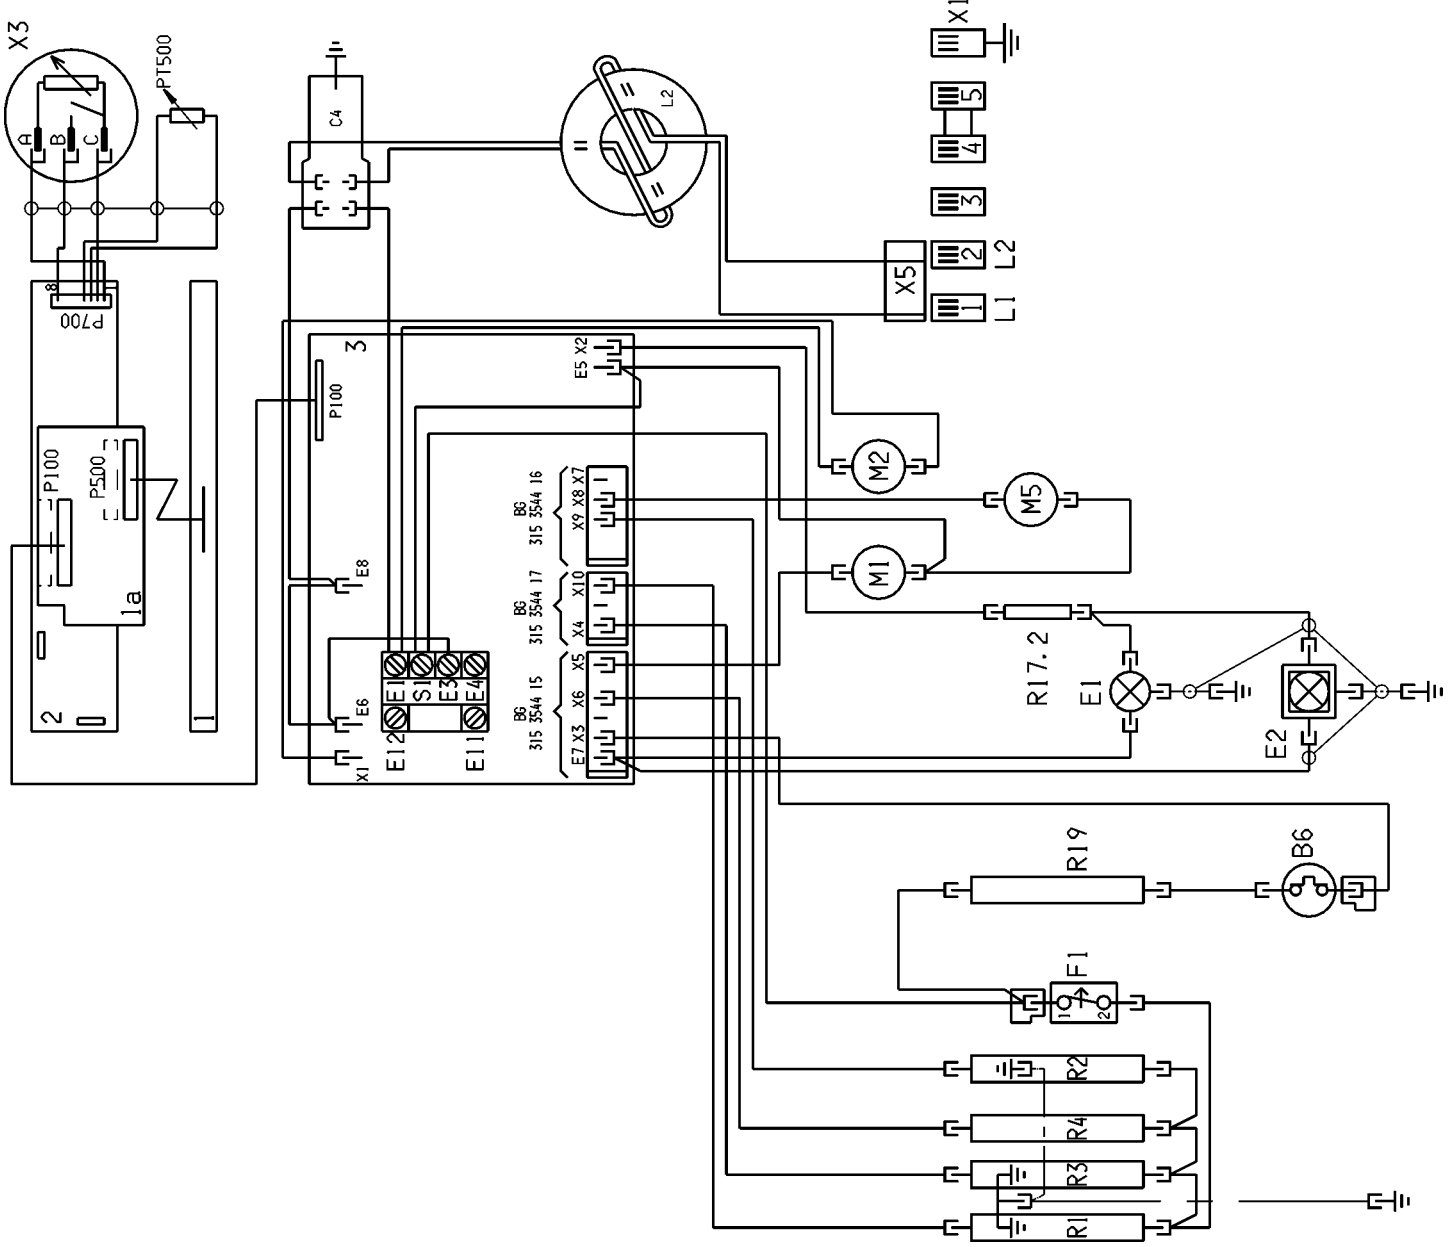 X3
A
B
C
PT500
C4
L2
X1
5
4
3
2
1
L2
L1
X5
8
1
P700
P100
P500
1a
2
1
3
P100
E5 X2
E8
E6
X1
E1
S1
E3
E4
E12
E11
BG
315 3544 16
X9 X8 X7
BG
315 3544 17
X4 X10
BG
315 3544 15
E7 X3 X6 X5
M2
M5
M1
R17.2
E1
E2
R19
B6
F1
1
2
R2
R4
R3
R1